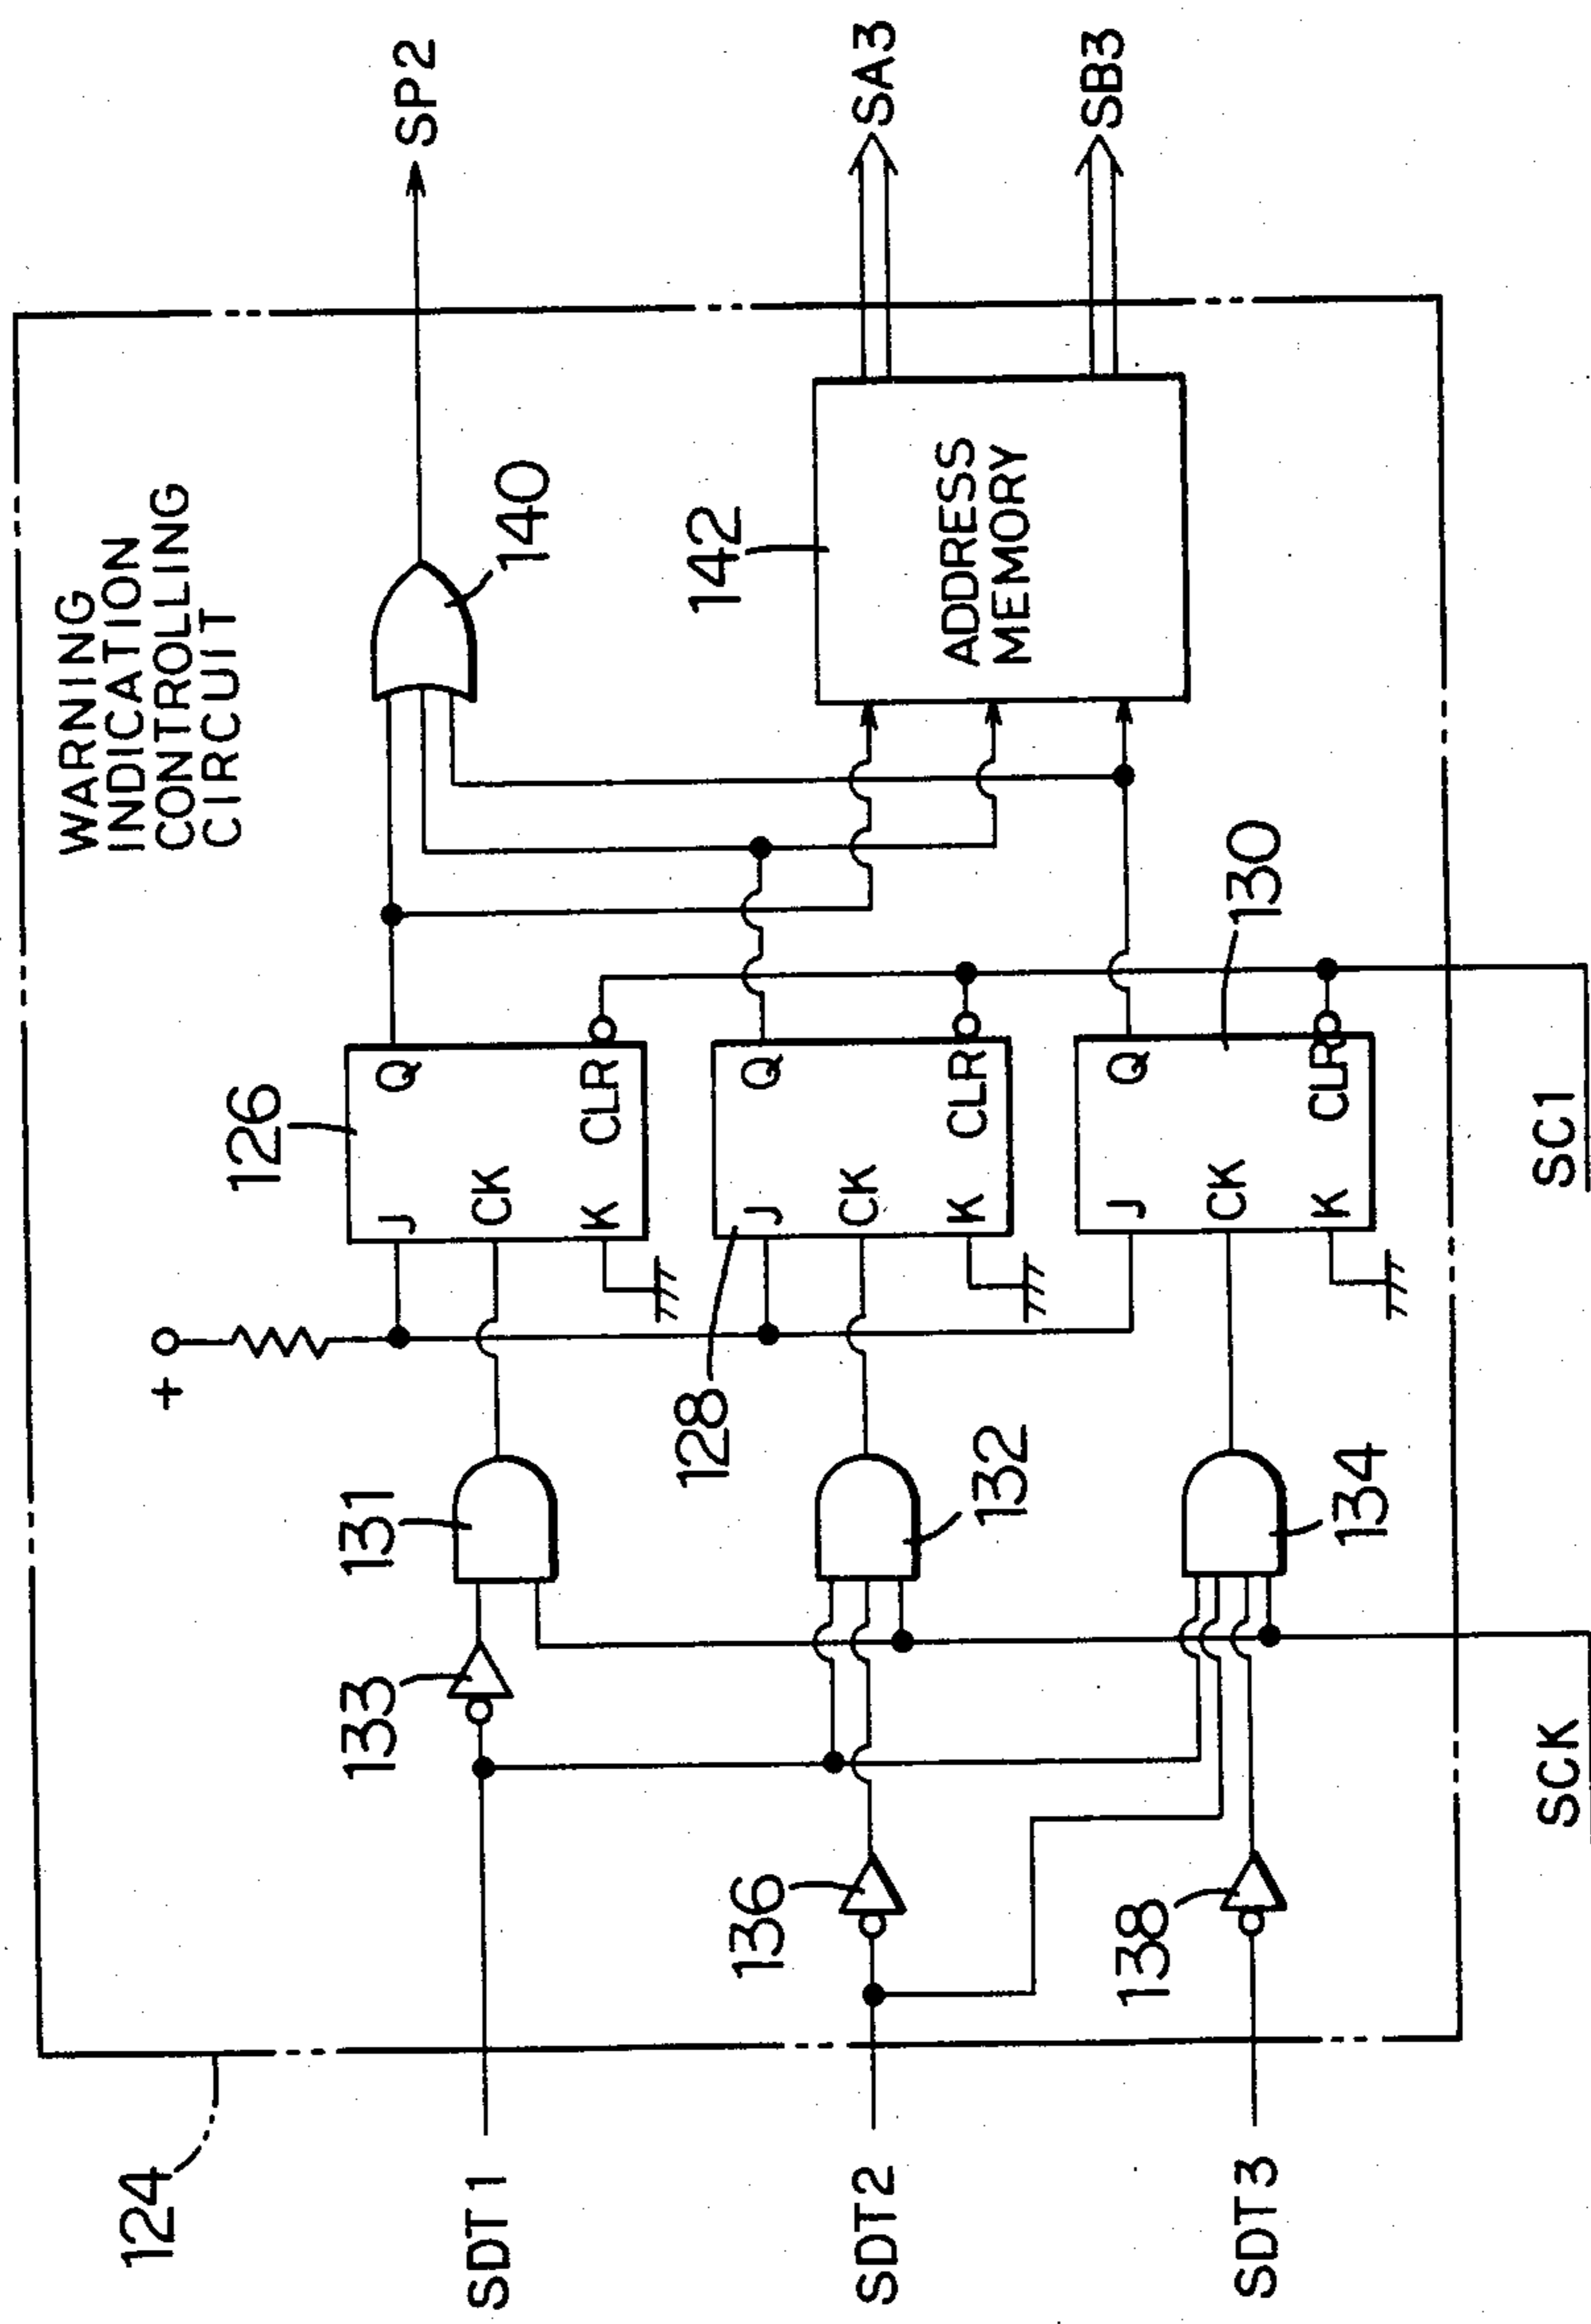 124
WARNING
INDICATION
CONTROLLING
CIRCUIT
+
SDT1
SDT2
SDT3
133
136
138
131
132
134
126
J
CK
K
Q
CLR
128
J
CK
K
Q
CLR
130
J
CK
K
Q
CLR
140
142
ADDRESS
MEMORY
SP2
SA3
SB3
SCK
SC1